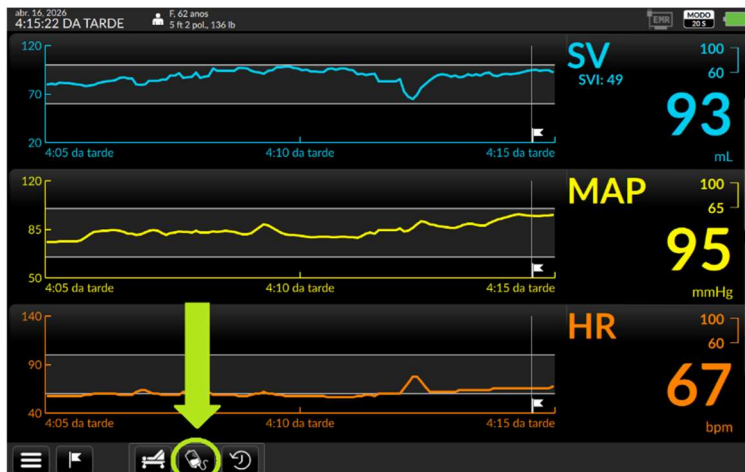 abr. 16, 2026
4:15:22 DA TARDE
F, 62 anos
5 ft 2 pol., 136 lb
EMR
MODO
20 S
120
70
20
4:05 da tarde
4:10 da tarde
4:15 da tarde
SV
SVI: 49
100
60
93
mL
120
85
50
4:05 da tarde
4:10 da tarde
4:15 da tarde
MAP
100
65
95
mmHg
140
90
40
4:05 da tarde
4:10 da tarde
4:15 da tarde
HR
100
60
67
bpm